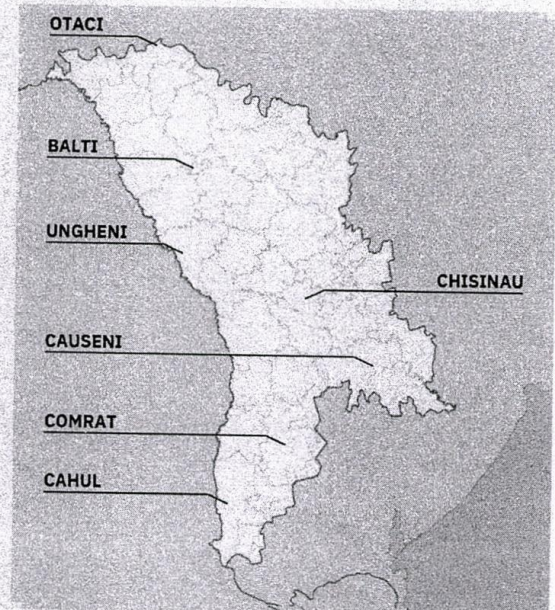 OTACI
BALTI
UNGHENI
CHISINAU
CAUSENI
COMRAT
CAHUL